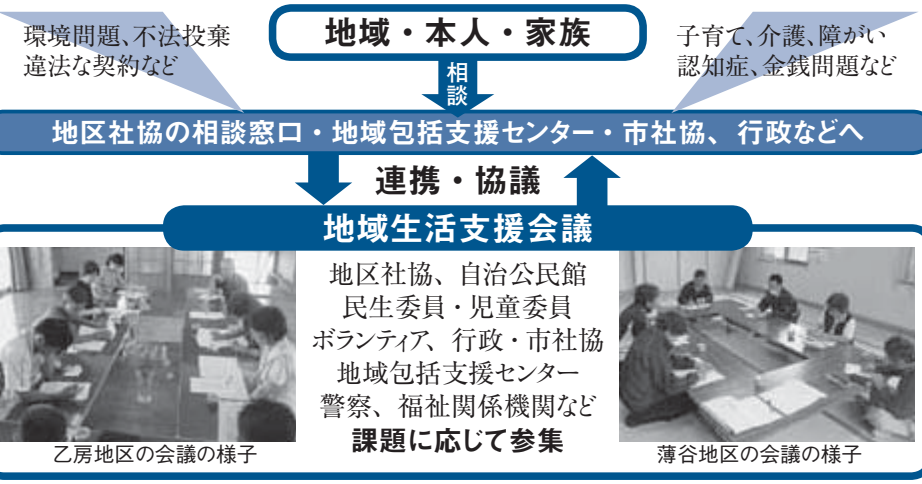 環境問題、不法投棄
違法な契約など
地域・本人・家族
子育て、介護、障がい
認知症、金銭問題など
相談
地区社協の相談窓口・地域包括支援センター・市社協、行政などへ
連携・協議
地域生活支援会議
地区社協、自治公民館
民生委員・児童委員
ボランティア、行政・市社協
地域包括支援センター
警察、福祉関係機関など
課題に応じて参集
乙房地区の会議の様子
薄谷地区の会議の様子